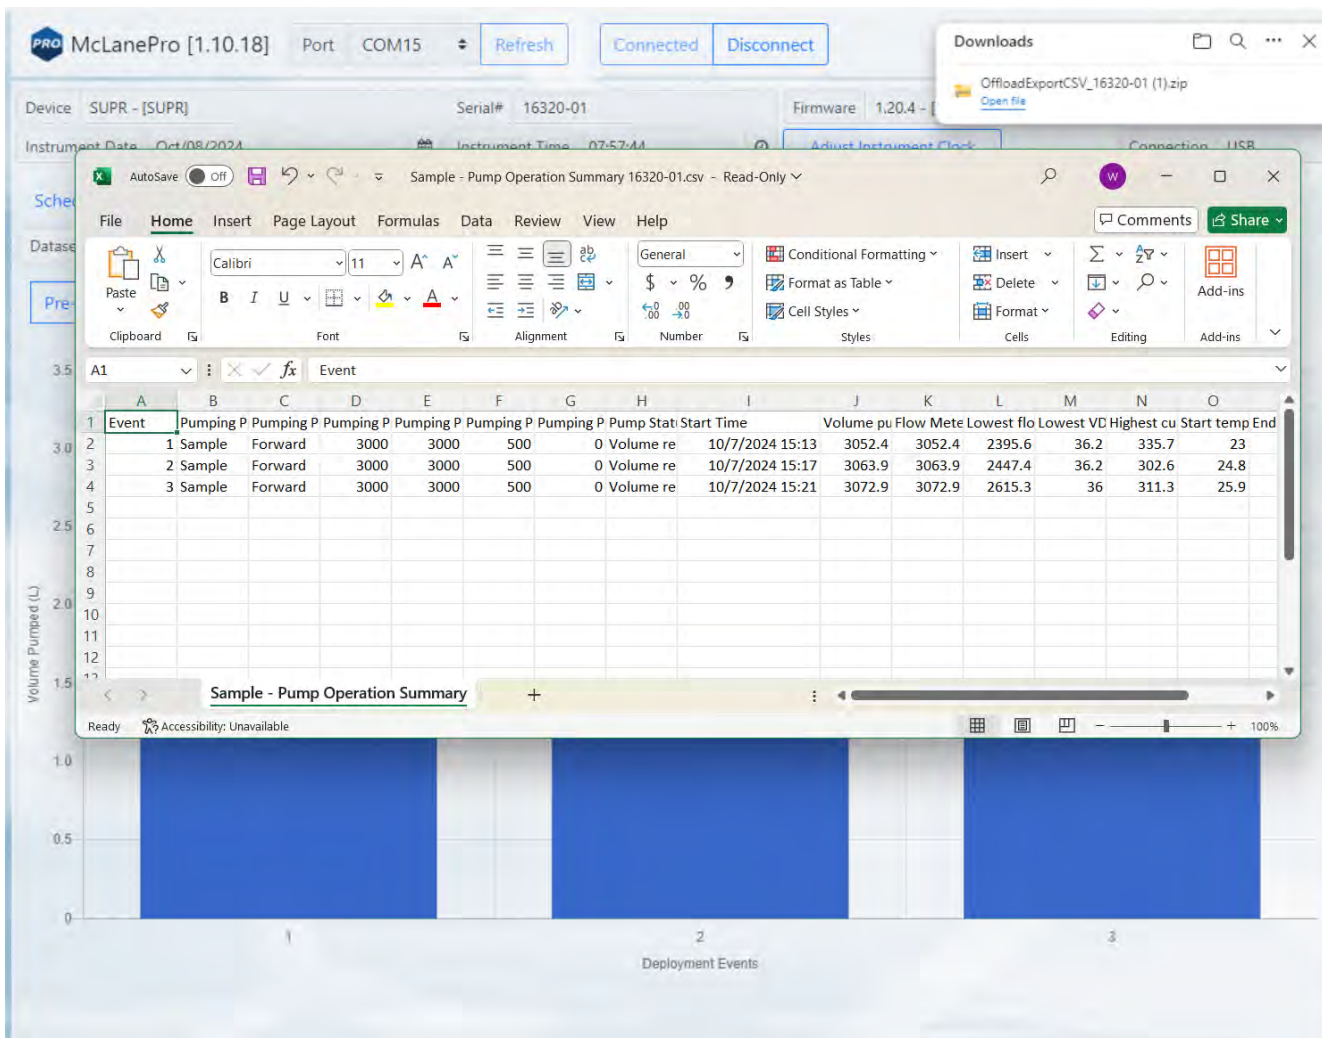 PRO McLanePro [1.10.18] Port COM15 Refresh Connected Disconnect
Downloads
OffloadExportCSV_16320-01 (1).zip
Open file
Device SUPR - [SUPR] Serial# 16320-01 Firmware 1.20.4 - [
Instrument Date Oct/08/2024 Instrument Time 07:57:44 Adjust Instrument Clock Connection USB
Sched
Datase
Pre-
AutoSave Off Sample - Pump Operation Summary 16320-01.csv - Read-Only W
File Home Insert Page Layout Formulas Data Review View Help Comments Share
Paste
Calibri 11 A^ A˅
B I U A
ab
General
$ % 9
.00 .00
Conditional Formatting
Format as Table
Cell Styles
Insert
Delete
Format
Add-ins
Clipboard Font Alignment Number Styles Cells Editing Add-ins
A1 fx Event
A B C D E F G H I J K L M N O
1 Event Pumping P Pumping P Pumping P Pumping P Pumping P Pumping P Pump Stat Start Time Volume pu Flow Mete Lowest flo Lowest VD Highest cu Start temp End
2 1 Sample Forward 3000 3000 500 0 Volume re 10/7/2024 15:13 3052.4 3052.4 2395.6 36.2 335.7 23
3 2 Sample Forward 3000 3000 500 0 Volume re 10/7/2024 15:17 3063.9 3063.9 2447.4 36.2 302.6 24.8
4 3 Sample Forward 3000 3000 500 0 Volume re 10/7/2024 15:21 3072.9 3072.9 2615.3 36 311.3 25.9
5
6
7
8
9
10
11
12
Sample - Pump Operation Summary +
Ready Accessibility: Unavailable 100%
Volume Pumped (L)
3.5
3.0
2.5
2.0
1.5
1.0
0.5
0
1 2 3
Deployment Events